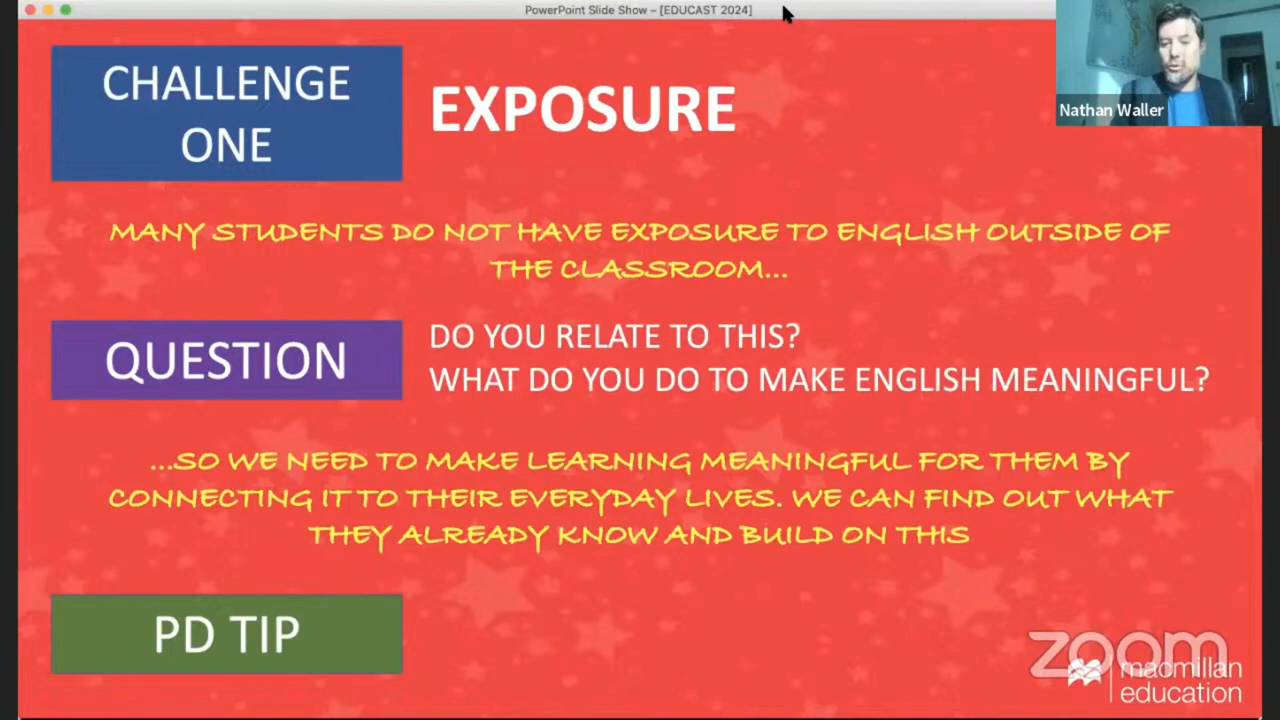 PowerPoint Slide Show – [EDUCAST 2024]
CHALLENGE
ONE
EXPOSURE
Nathan Waller
MANY STUDENTS DO NOT HAVE EXPOSURE TO ENGLISH OUTSIDE OF
THE CLASSROOM...
QUESTION
DO YOU RELATE TO THIS?
WHAT DO YOU DO TO MAKE ENGLISH MEANINGFUL?
...SO WE NEED TO MAKE LEARNING MEANINGFUL FOR THEM BY
CONNECTING IT TO THEIR EVERYDAY LIVES. WE CAN FIND OUT WHAT
THEY ALREADY KNOW AND BUILD ON THIS
PD TIP
zoom
macmillan
education